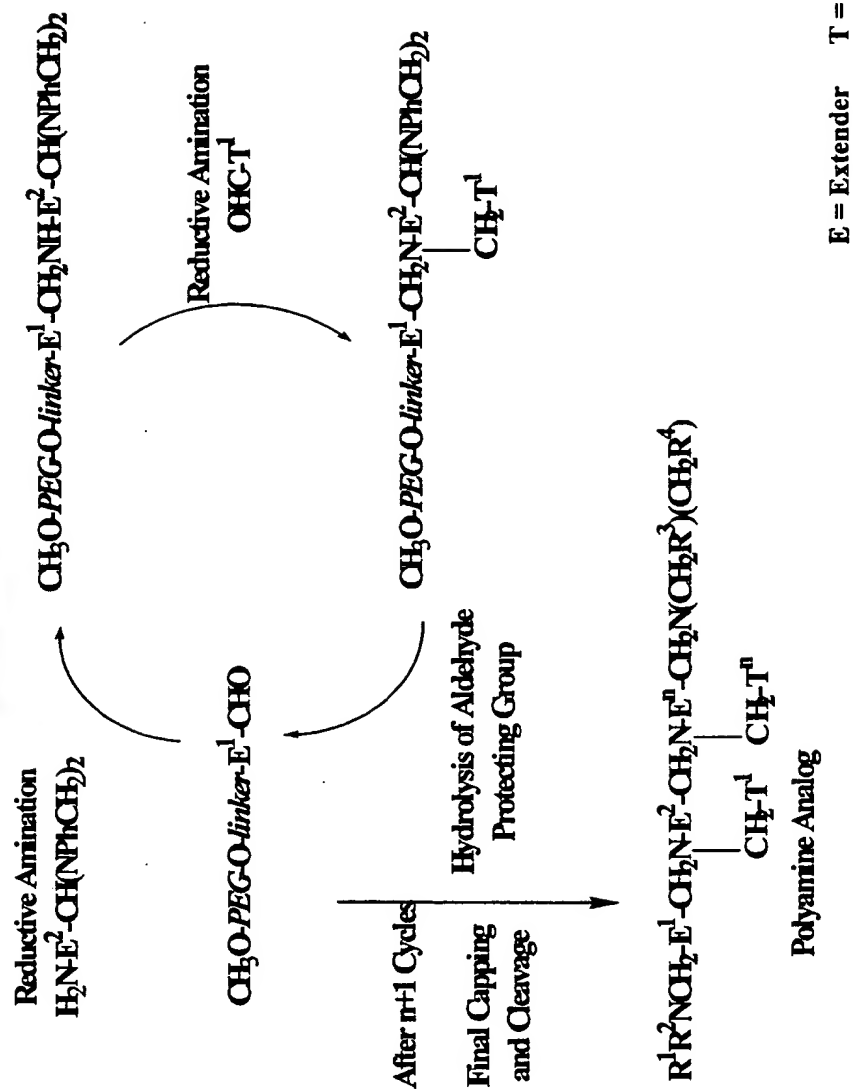 Reductive Amination
H₂N-E²-CH(NPhCH₂)₂
CH₃O-PEG-O-linker-E¹-CH₂NH-E²-CH(NPhCH₂)₂
Reductive Amination
OHC-T¹
CH₃O-PEG-O-linker-E¹-CHO
CH₃O-PEG-O-linker-E¹-CH₂N-E²-CH(NPhCH₂)₂
CH₂-T¹
Hydrolysis of Aldehyde
Protecting Group
After n+1 Cycles
Final Capping
and Cleavage
R¹R²NCH₂-E¹-CH₂N-E²-CH₂N-Eⁿ-CH₂N(CH₂R³)(CH₂R⁴)
CH₂-T¹ CH₂-Tⁿ
Polyamine Analog
E = Extender T =